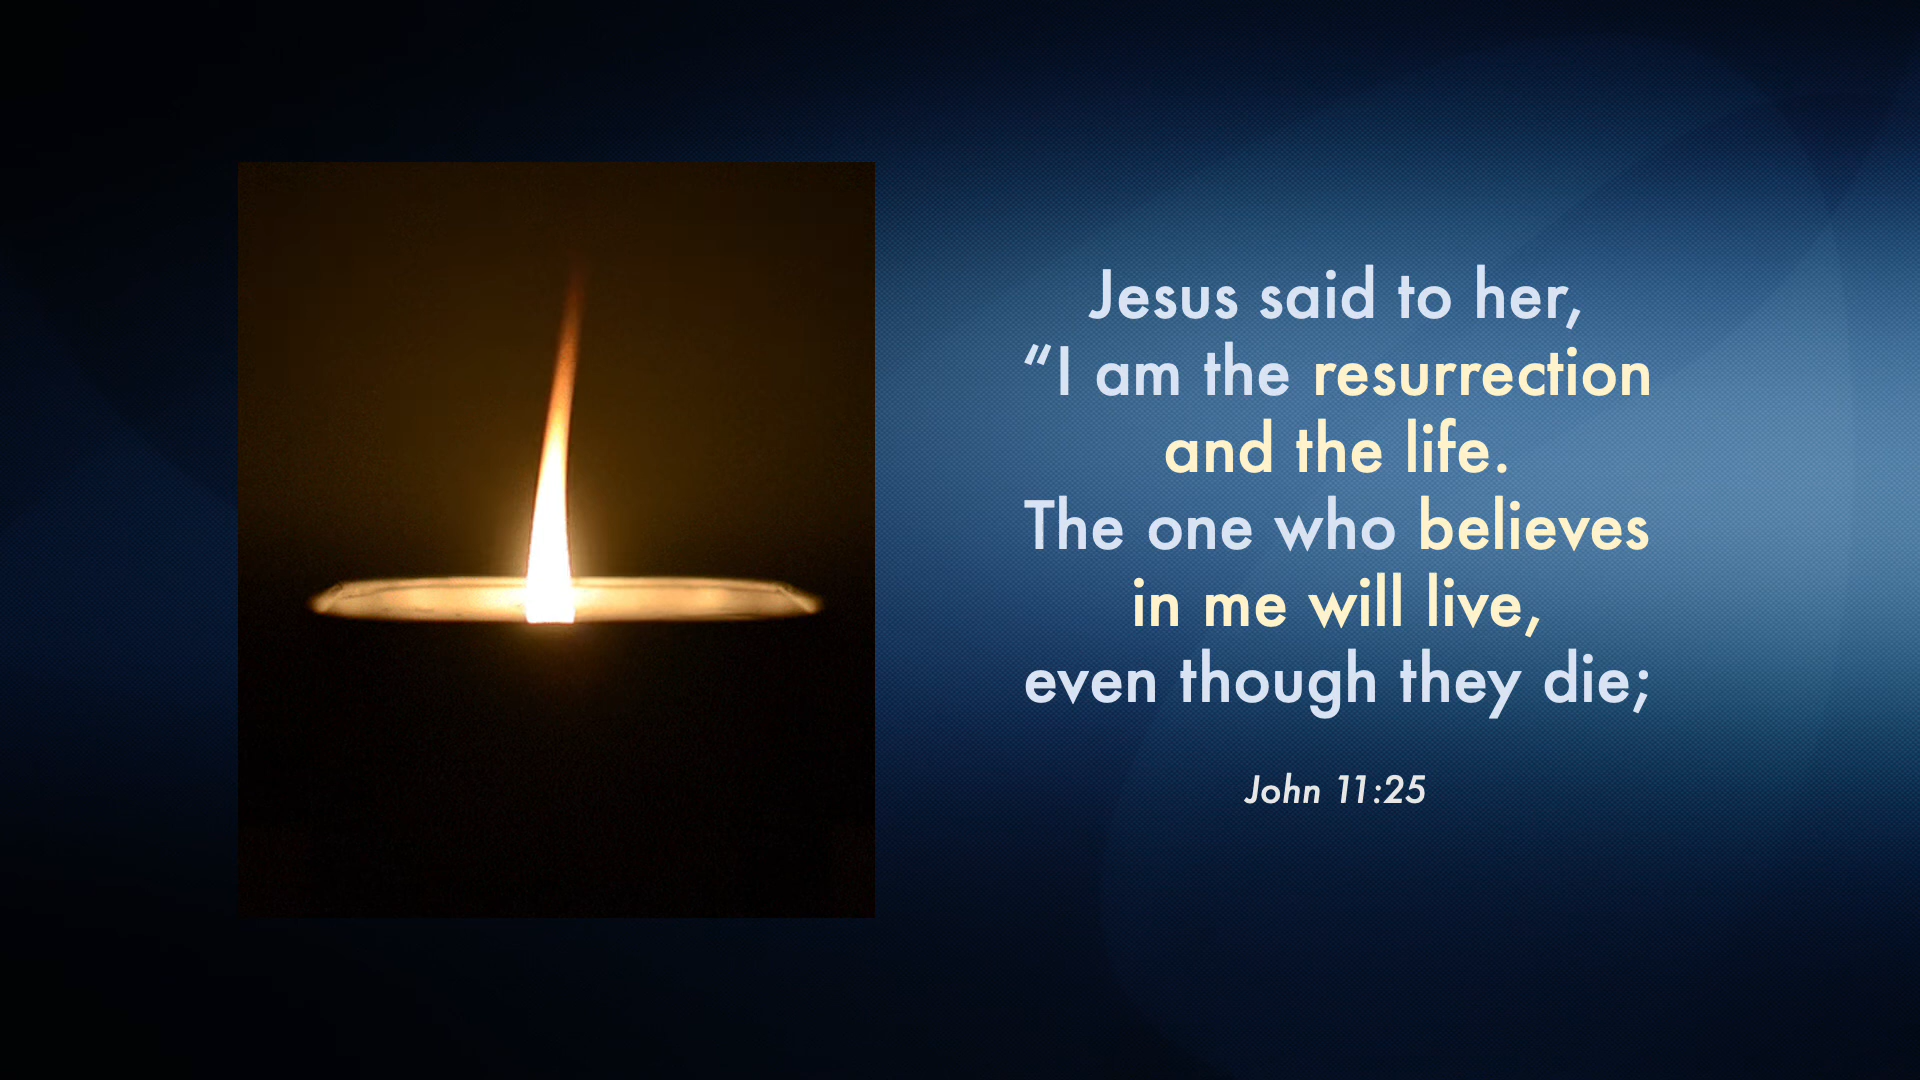 Jesus said to her,
“I am the resurrection
and the life.
The one who believes
in me will live,
even though they die;
John 11:25